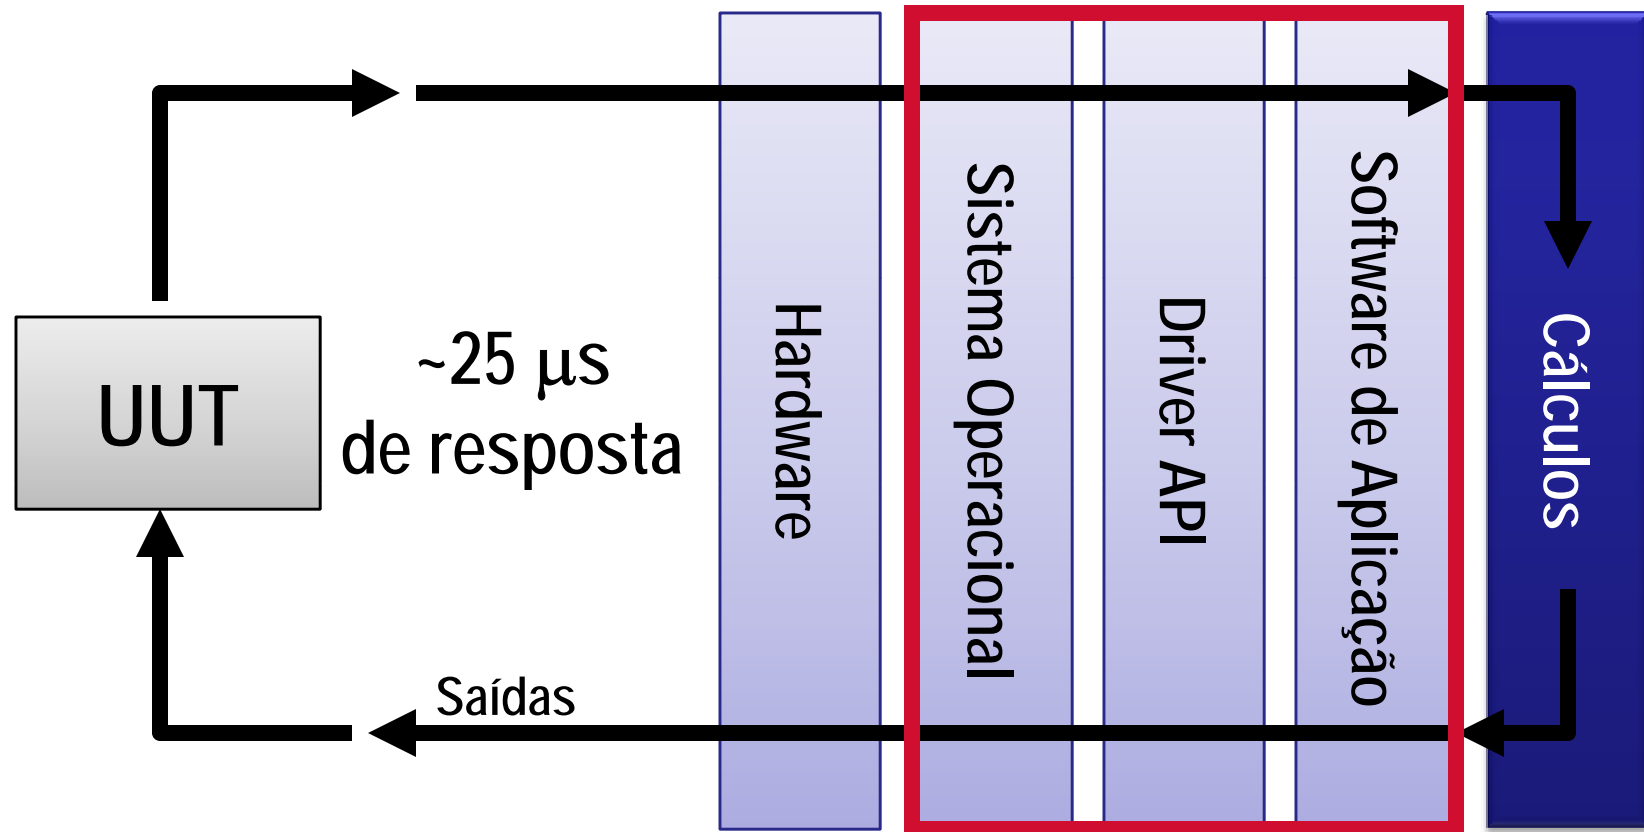 UUT
~25 μs
de resposta
Saídas
Hardware
Sistema Operacional
Driver API
Software de Aplicação
Cálculos